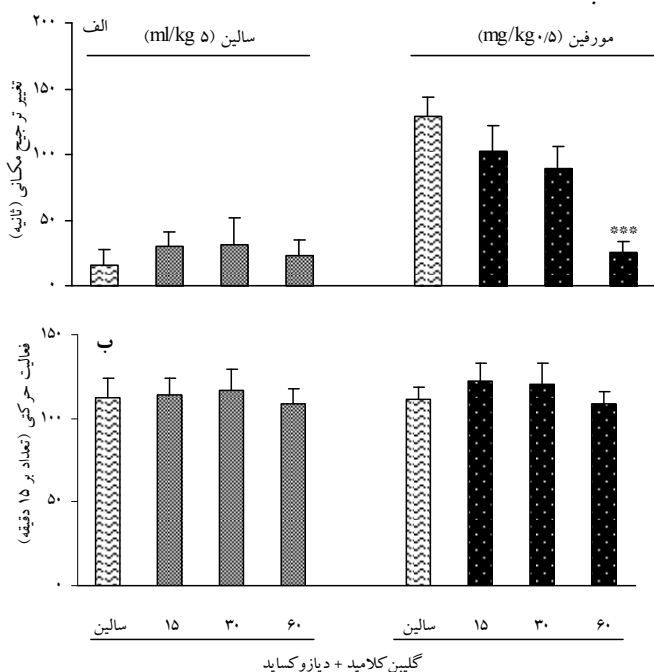 الف
سالین (۵ ml/kg)
مورفین (۰/۵ mg/kg)
تغییر ترجیح مکانی (ثانیه)
۲۰۰
۱۵۰
۱۰۰
۵۰
۰
***
ب
فعالیت حرکتی (تعداد بر ۱۵ دقیقه)
۱۵۰
۱۰۰
۵۰
۰
سالین ۱۵ ۳۰ ۶۰ سالین ۱۵ ۳۰ ۶۰
گلیبن کلامید + دیازوکساید